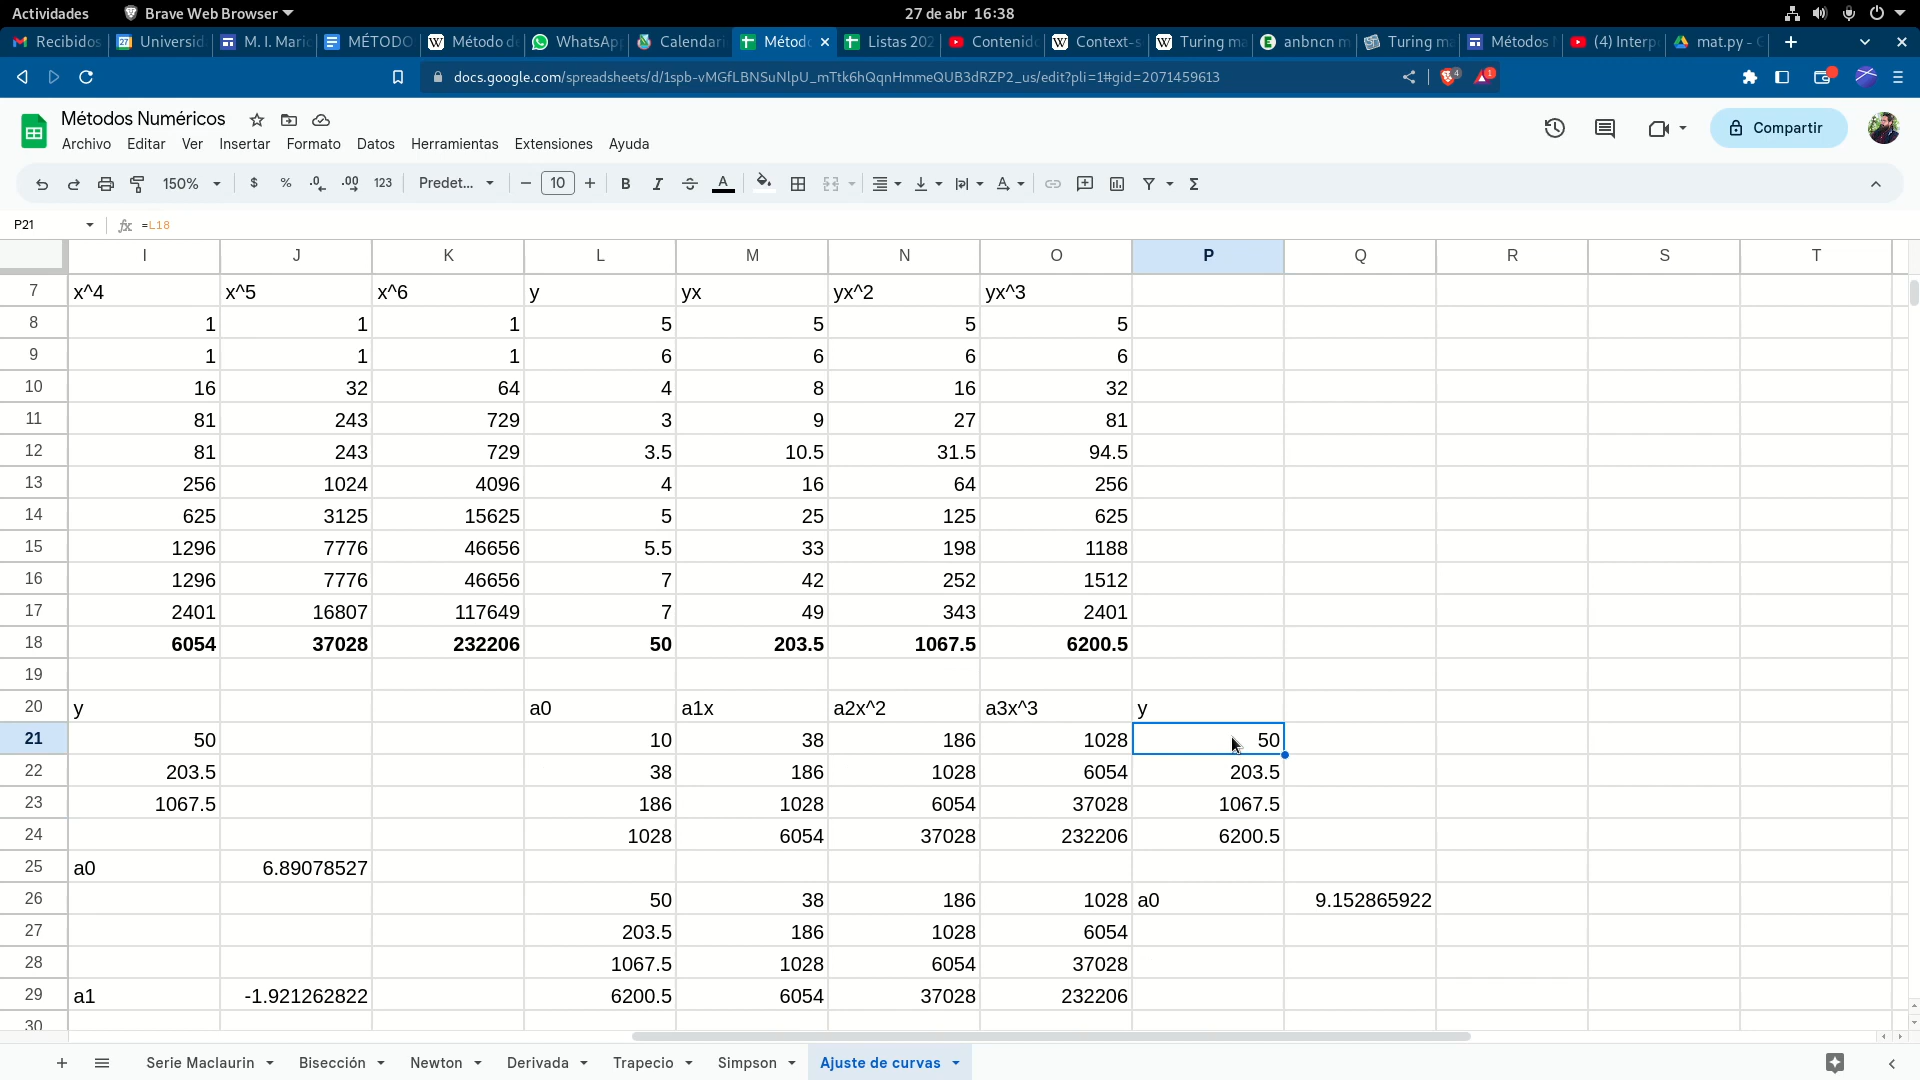 Actividades Brave Web Browser 27 de abr 16:38
Recibidos Universid M. I. Mari MÉTODO Método d WhatsApp Calendari Métod Listas 202 Contenid Context-s Turing ma anbncn m Turing ma Métodos (4) Interp mat.py - G
docs.google.com/spreadsheets/d/1spb-vMGfLBNSuNlpU_mTtk6hQqnHmmeQUB3dRZP2_us/edit?pli=1#gid=2071459613 4 1
Métodos Numéricos
Archivo Editar Ver Insertar Formato Datos Herramientas Extensiones Ayuda
Compartir
150% $ % .0 .00 123 Predet... 10 B I A Σ
P21 fx =L18
I J K L M N O P Q R S T
7 x^4 x^5 x^6 y yx yx^2 yx^3
8 1 1 1 5 5 5 5
9 1 1 1 6 6 6 6
10 16 32 64 4 8 16 32
11 81 243 729 3 9 27 81
12 81 243 729 3.5 10.5 31.5 94.5
13 256 1024 4096 4 16 64 256
14 625 3125 15625 5 25 125 625
15 1296 7776 46656 5.5 33 198 1188
16 1296 7776 46656 7 42 252 1512
17 2401 16807 117649 7 49 343 2401
18 6054 37028 232206 50 203.5 1067.5 6200.5
19
20 y a0 a1x a2x^2 a3x^3 y
21 50 10 38 186 1028 50
22 203.5 38 186 1028 6054 203.5
23 1067.5 186 1028 6054 37028 1067.5
24 1028 6054 37028 232206 6200.5
25 a0 6.89078527
26 50 38 186 1028 a0 9.152865922
27 203.5 186 1028 6054
28 1067.5 1028 6054 37028
29 a1 -1.921262822 6200.5 6054 37028 232206
30
Serie Maclaurin Bisección Newton Derivada Trapecio Simpson Ajuste de curvas